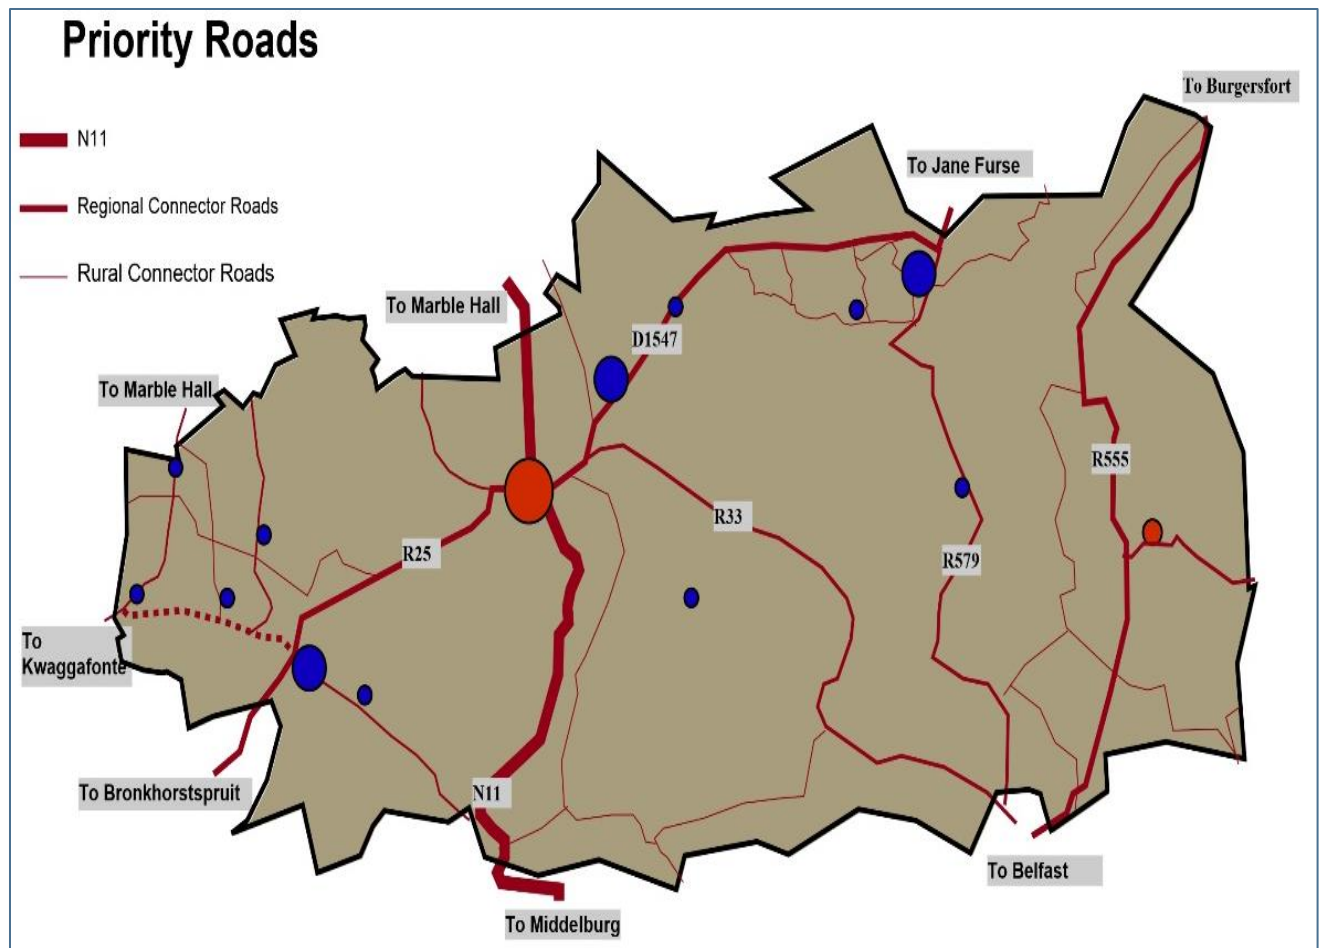 Priority Roads
N11
Regional Connector Roads
Rural Connector Roads
To Burgersfort
To Jane Furse
To Marble Hall
D1547
To Marble Hall
R555
R33
R25
R579
To
Kwaggafonte
To Bronkhorstspruit
N11
To Belfast
To Middelburg